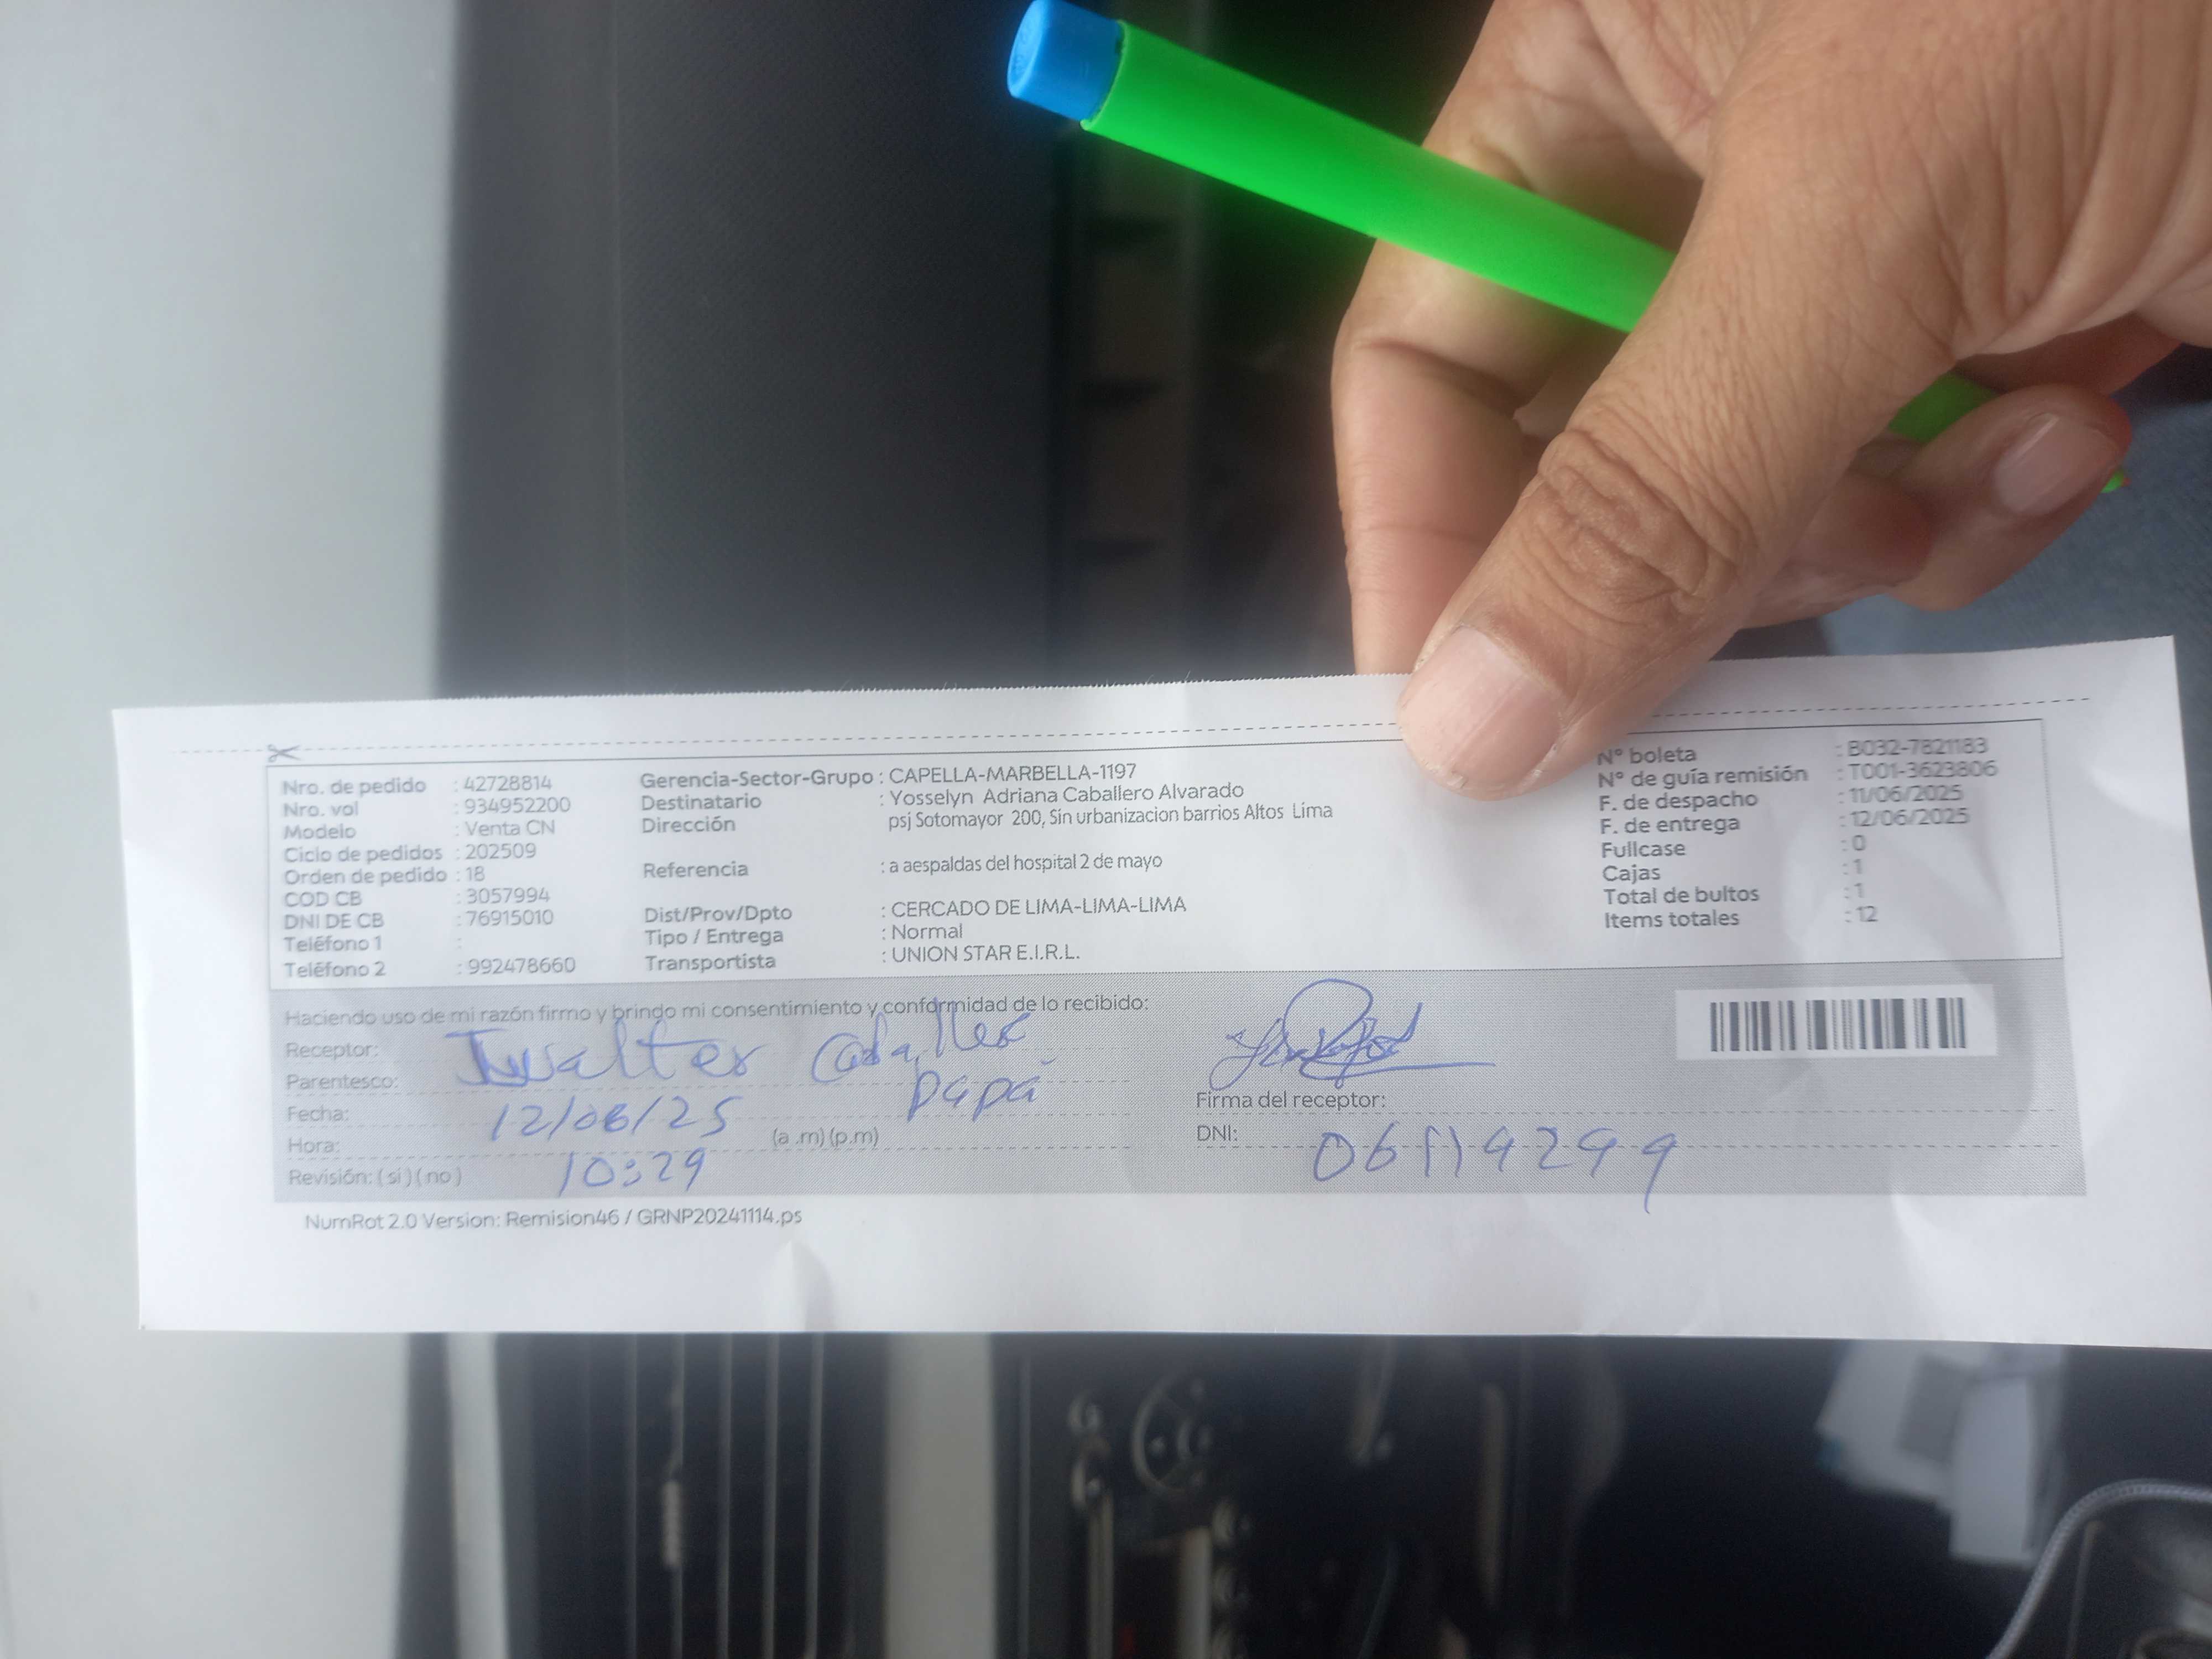 Nro. de pedido : 42728814
Nro. vol : 934952200
Modelo : Venta CN
Ciclo de pedidos : 202509
Orden de pedido : 18
COD CB : 3057994
DNI DE CB : 76915010
Teléfono 1 :
Teléfono 2 : 992478660
Gerencia-Sector-Grupo : CAPELLA-MARBELLA-1197
Destinatario : Yosselyn Adriana Caballero Alvarado
Dirección psj Sotomayor 200, Sin urbanizacion barrios Altos Lima
Referencia : a aespaldas del hospital 2 de mayo
Dist/Prov/Dpto : CERCADO DE LIMA-LIMA-LIMA
Tipo / Entrega : Normal
Transportista : UNION STAR E.I.R.L.
N° boleta : B032-7821183
N° de guía remisión : T001-3623806
F. de despacho : 11/06/2025
F. de entrega : 12/06/2025
Fullcase : 0
Cajas : 1
Total de bultos : 1
Items totales : 12
Haciendo uso de mi razón firmo y brindo mi consentimiento y conformidad de lo recibido:
Receptor: Walter
Parentesco: papá
Fecha: 12/06/25
Hora: 10:29 (a .m) (p.m)
Revisión: ( si ) ( no )
Firma del receptor:
DNI:
NumRot 2.0 Version: Remision46 / GRNP20241114.ps